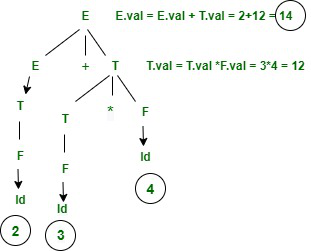 E E.val = E.val + T.val = 2+12 = 14
E + T T.val = T.val *F.val = 3*4 = 12
T T * F
F F Id
Id Id 4
2 3